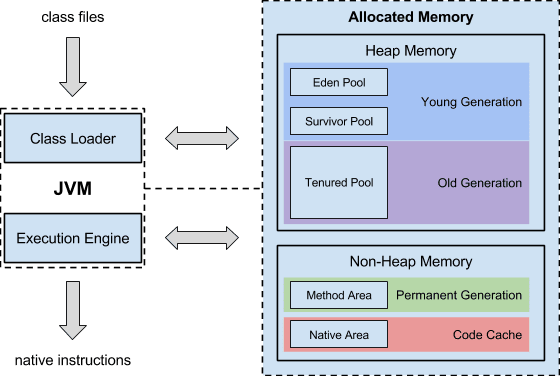 class files
Class Loader
JVM
Execution Engine
native instructions
Allocated Memory
Heap Memory
Eden Pool
Young Generation
Survivor Pool
Tenured Pool
Old Generation
Non-Heap Memory
Method Area
Permanent Generation
Native Area
Code Cache